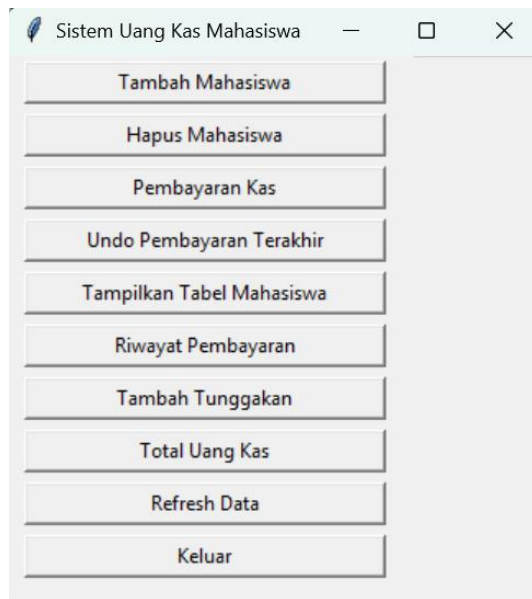 Sistem Uang Kas Mahasiswa
Tambah Mahasiswa
Hapus Mahasiswa
Pembayaran Kas
Undo Pembayaran Terakhir
Tampilkan Tabel Mahasiswa
Riwayat Pembayaran
Tambah Tunggakan
Total Uang Kas
Refresh Data
Keluar